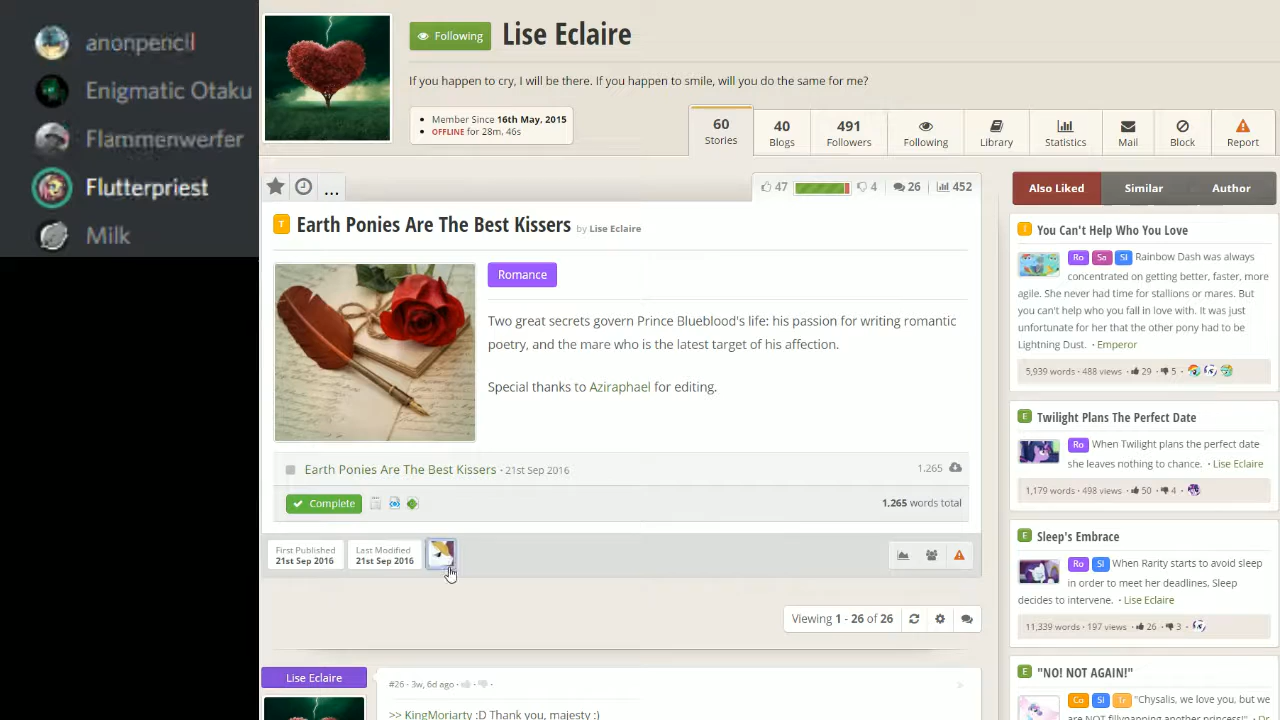 anonpencil
Enigmatic Otaku
Flammenwerfer
Flutterpriest
Milk
Following
Lise Eclaire
If you happen to cry, I will be there. If you happen to smile, will you do the same for me?
Member Since 16th May, 2015
OFFLINE for 28m, 46s
60
Stories
40
Blogs
491
Followers
Following
Library
Statistics
Mail
Block
Report
...
47
4
26
452
T
Earth Ponies Are The Best Kissers by Lise Eclaire
Romance
Two great secrets govern Prince Blueblood's life: his passion for writing romantic
poetry, and the mare who is the latest target of his affection.
Special thanks to Aziraphael for editing.
Earth Ponies Are The Best Kissers · 21st Sep 2016
1.265
Complete
1.265 words total
First Published
21st Sep 2016
Last Modified
21st Sep 2016
Viewing 1 - 26 of 26
Lise Eclaire
#26 · 3w, 6d ago · · ·
>> KingMoriarty :D Thank you, majesty :)
Also Liked
Similar
Author
T You Can't Help Who You Love
Ro Sa Sl Rainbow Dash was always
concentrated on getting better, faster, more
agile. She never had time for stallions or mares. But
you can't help who you fall in love with. It was just
unfortunate for her that the other pony had to be
Lightning Dust. · Emperor
5,939 words · 488 views · 29 · 5 ·
E Twilight Plans The Perfect Date
Ro When Twilight plans the perfect date
she leaves nothing to chance. · Lise Eclaire
1,179 words · 498 views · 50 · 4 ·
E Sleep's Embrace
Ro Sl When Rarity starts to avoid sleep
in order to meet her deadlines, Sleep
decides to intervene. · Lise Eclaire
11,339 words · 197 views · 26 · 3 ·
E "NO! NOT AGAIN!"
Co Sl "Chysalis, we love you, but we
are NOT fillynapping another princess!" ·